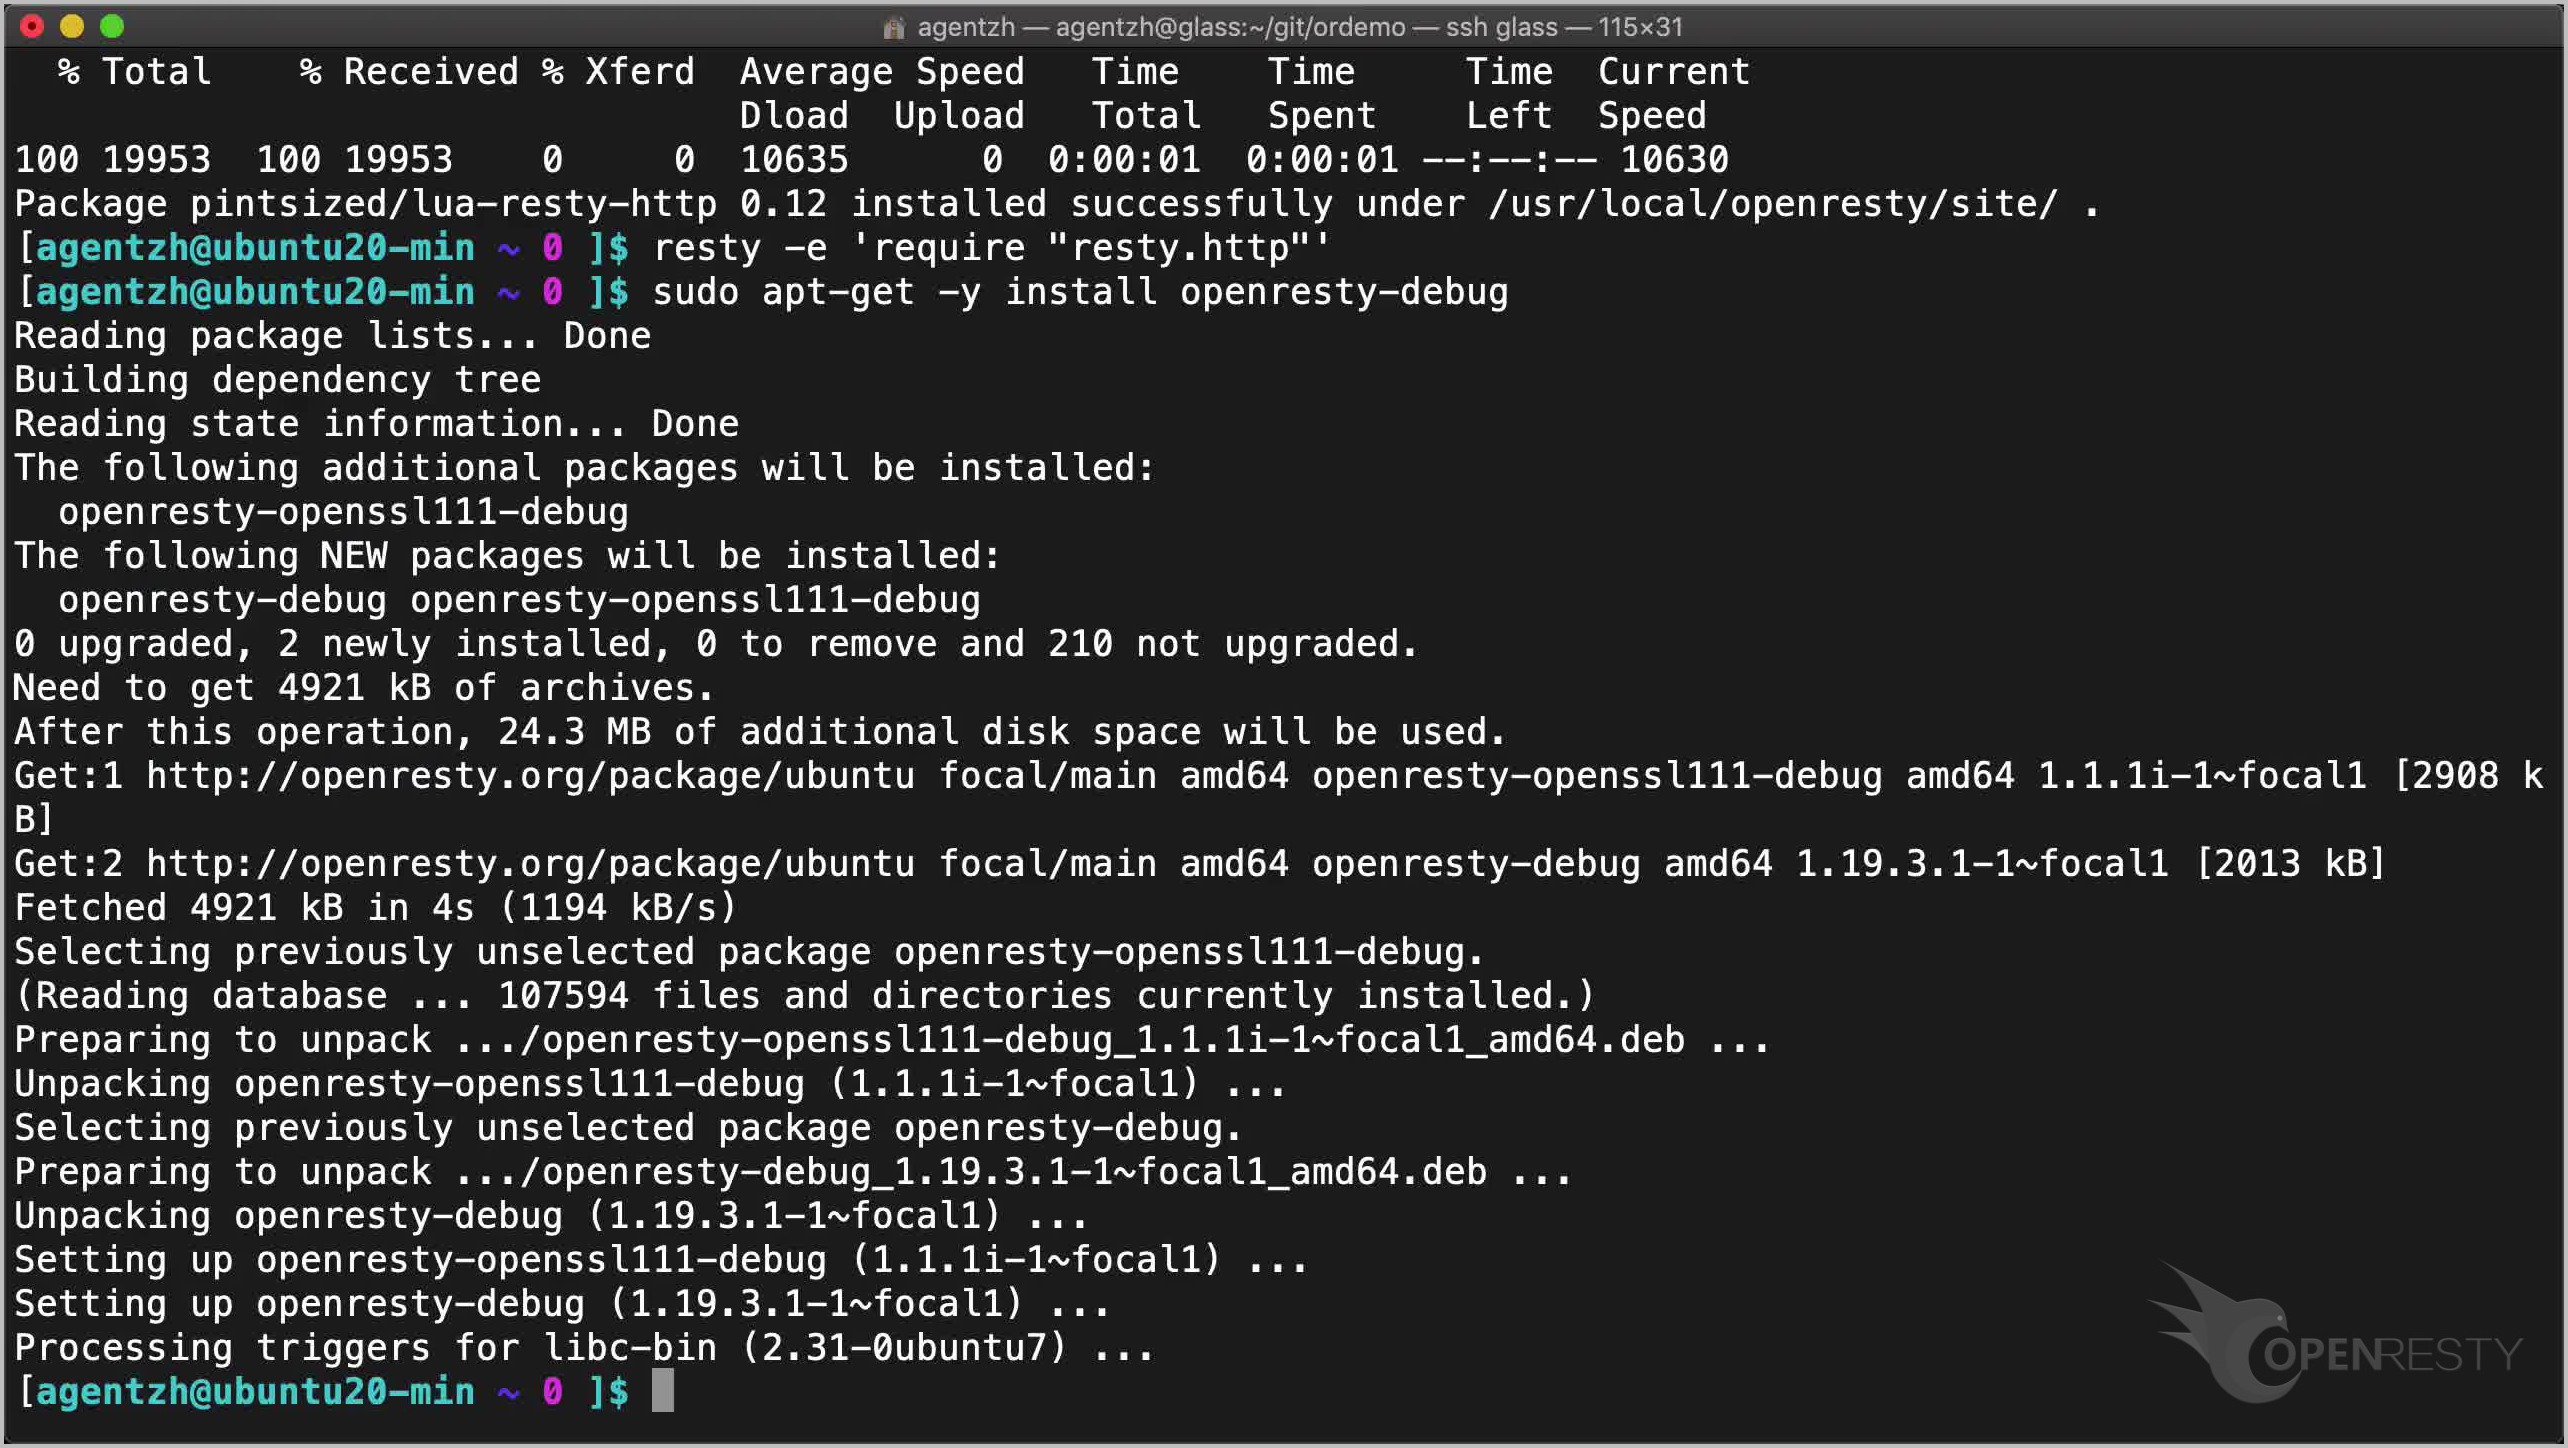 agentzh — agentzh@glass:~/git/ordemo — ssh glass — 115×31
  % Total    % Received % Xferd  Average Speed   Time    Time     Time  Current
                                 Dload  Upload   Total   Spent    Left  Speed
100 19953  100 19953    0     0  10635      0  0:00:01  0:00:01 --:--:-- 10630
Package pintsized/lua-resty-http 0.12 installed successfully under /usr/local/openresty/site/ .
[agentzh@ubuntu20-min ~ 0 ]$ resty -e 'require "resty.http"'
[agentzh@ubuntu20-min ~ 0 ]$ sudo apt-get -y install openresty-debug
Reading package lists... Done
Building dependency tree
Reading state information... Done
The following additional packages will be installed:
  openresty-openssl111-debug
The following NEW packages will be installed:
  openresty-debug openresty-openssl111-debug
0 upgraded, 2 newly installed, 0 to remove and 210 not upgraded.
Need to get 4921 kB of archives.
After this operation, 24.3 MB of additional disk space will be used.
Get:1 http://openresty.org/package/ubuntu focal/main amd64 openresty-openssl111-debug amd64 1.1.1i-1~focal1 [2908 k
B]
Get:2 http://openresty.org/package/ubuntu focal/main amd64 openresty-debug amd64 1.19.3.1-1~focal1 [2013 kB]
Fetched 4921 kB in 4s (1194 kB/s)
Selecting previously unselected package openresty-openssl111-debug.
(Reading database ... 107594 files and directories currently installed.)
Preparing to unpack .../openresty-openssl111-debug_1.1.1i-1~focal1_amd64.deb ...
Unpacking openresty-openssl111-debug (1.1.1i-1~focal1) ...
Selecting previously unselected package openresty-debug.
Preparing to unpack .../openresty-debug_1.19.3.1-1~focal1_amd64.deb ...
Unpacking openresty-debug (1.19.3.1-1~focal1) ...
Setting up openresty-openssl111-debug (1.1.1i-1~focal1) ...
Setting up openresty-debug (1.19.3.1-1~focal1) ...
Processing triggers for libc-bin (2.31-0ubuntu7) ...
[agentzh@ubuntu20-min ~ 0 ]$
OPENRESTY